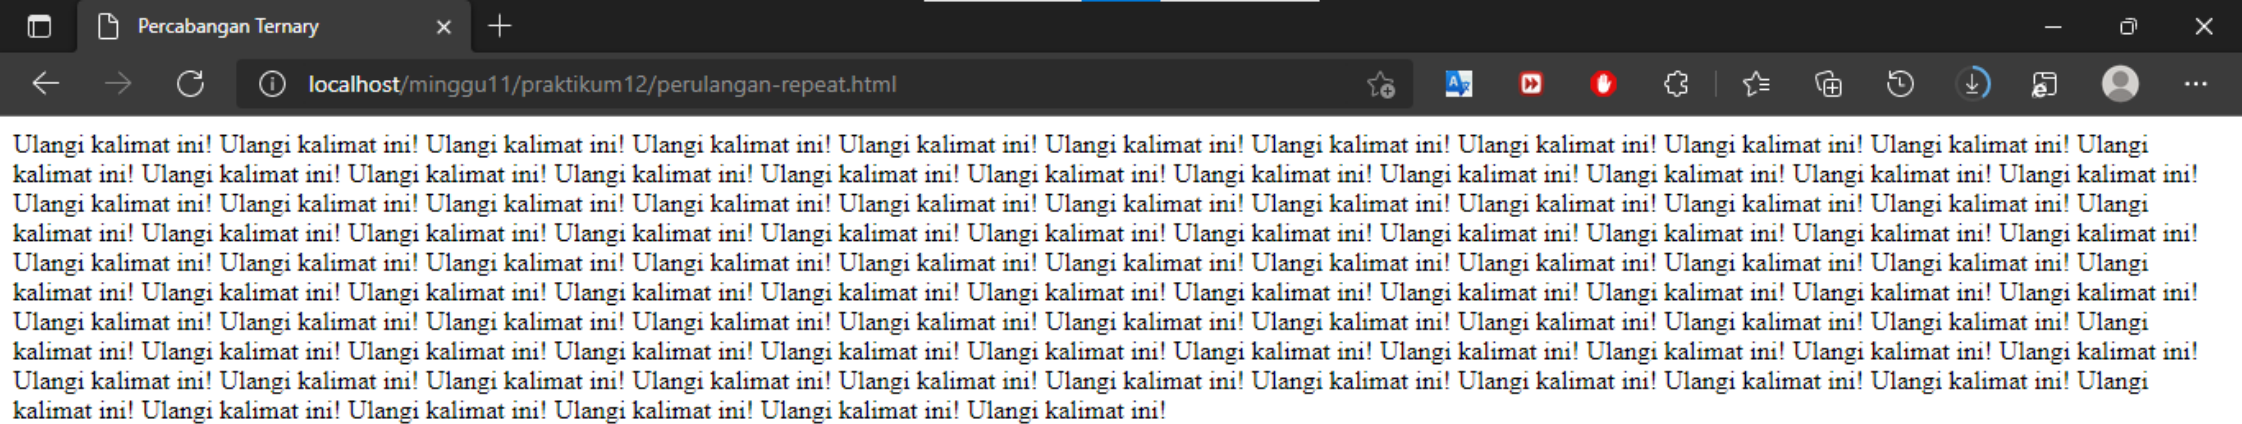 Percabangan Ternary
localhost/minggu11/praktikum12/perulangan-repeat.html
Ulangi kalimat ini! Ulangi kalimat ini! Ulangi kalimat ini! Ulangi kalimat ini! Ulangi kalimat ini! Ulangi kalimat ini! Ulangi kalimat ini! Ulangi kalimat ini! Ulangi kalimat ini! Ulangi kalimat ini! Ulangi
kalimat ini! Ulangi kalimat ini! Ulangi kalimat ini! Ulangi kalimat ini! Ulangi kalimat ini! Ulangi kalimat ini! Ulangi kalimat ini! Ulangi kalimat ini! Ulangi kalimat ini! Ulangi kalimat ini! Ulangi kalimat ini!
Ulangi kalimat ini! Ulangi kalimat ini! Ulangi kalimat ini! Ulangi kalimat ini! Ulangi kalimat ini! Ulangi kalimat ini! Ulangi kalimat ini! Ulangi kalimat ini! Ulangi kalimat ini! Ulangi kalimat ini! Ulangi
kalimat ini! Ulangi kalimat ini! Ulangi kalimat ini! Ulangi kalimat ini! Ulangi kalimat ini! Ulangi kalimat ini! Ulangi kalimat ini! Ulangi kalimat ini! Ulangi kalimat ini! Ulangi kalimat ini! Ulangi kalimat ini!
Ulangi kalimat ini! Ulangi kalimat ini! Ulangi kalimat ini! Ulangi kalimat ini! Ulangi kalimat ini! Ulangi kalimat ini! Ulangi kalimat ini! Ulangi kalimat ini! Ulangi kalimat ini! Ulangi kalimat ini! Ulangi
kalimat ini! Ulangi kalimat ini! Ulangi kalimat ini! Ulangi kalimat ini! Ulangi kalimat ini! Ulangi kalimat ini! Ulangi kalimat ini! Ulangi kalimat ini! Ulangi kalimat ini! Ulangi kalimat ini! Ulangi kalimat ini!
Ulangi kalimat ini! Ulangi kalimat ini! Ulangi kalimat ini! Ulangi kalimat ini! Ulangi kalimat ini! Ulangi kalimat ini! Ulangi kalimat ini! Ulangi kalimat ini! Ulangi kalimat ini! Ulangi kalimat ini! Ulangi
kalimat ini! Ulangi kalimat ini! Ulangi kalimat ini! Ulangi kalimat ini! Ulangi kalimat ini! Ulangi kalimat ini! Ulangi kalimat ini! Ulangi kalimat ini! Ulangi kalimat ini! Ulangi kalimat ini! Ulangi kalimat ini!
Ulangi kalimat ini! Ulangi kalimat ini! Ulangi kalimat ini! Ulangi kalimat ini! Ulangi kalimat ini! Ulangi kalimat ini! Ulangi kalimat ini! Ulangi kalimat ini! Ulangi kalimat ini! Ulangi kalimat ini! Ulangi
kalimat ini! Ulangi kalimat ini! Ulangi kalimat ini! Ulangi kalimat ini! Ulangi kalimat ini! Ulangi kalimat ini!